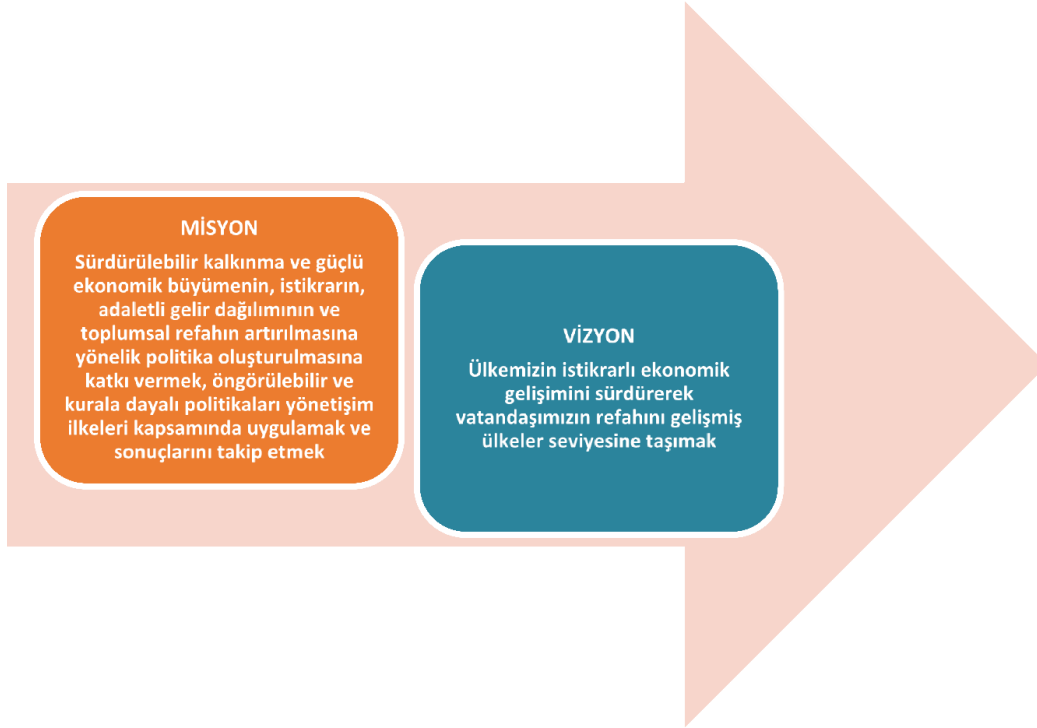 MİSYON
Sürdürülebilir kalkınma ve güçlü
ekonomik büyümenin, istikrarın,
adaletli gelir dağılımının ve
toplumsal refahın artırılmasına
yönelik politika oluşturulmasına
katkı vermek, öngörülebilir ve
kurala dayalı politikaları yönetişim
ilkeleri kapsamında uygulamak ve
sonuçlarını takip etmek
VİZYON
Ülkemizin istikrarlı ekonomik
gelişimini sürdürerek
vatandaşımızın refahını gelişmiş
ülkeler seviyesine taşımak